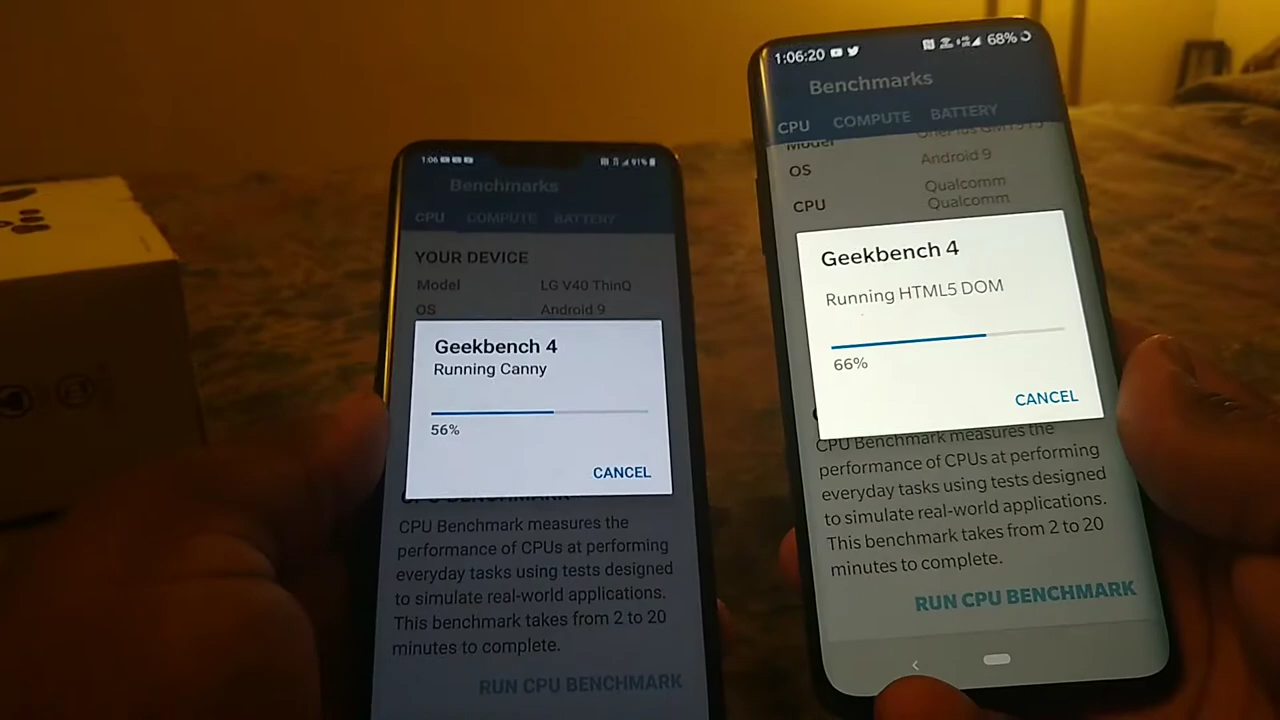 1:06
91%
Benchmarks
CPU COMPUTE BATTERY
YOUR DEVICE
Model LG V40 ThinQ
OS Android 9
Geekbench 4
Running Canny
56%
CANCEL
CPU BENCHMARK
CPU Benchmark measures the
performance of CPUs at performing
everyday tasks using tests designed
to simulate real-world applications.
This benchmark takes from 2 to 20
minutes to complete.
RUN CPU BENCHMARK
1:06:20
68%
Benchmarks
CPU COMPUTE BATTERY
Model OnePlus
OS Android 9
CPU Qualcomm
Qualcomm
Geekbench 4
Running HTML5 DOM
66%
CANCEL
CPU Benchmark measures the
performance of CPUs at performing
everyday tasks using tests designed
to simulate real-world applications.
This benchmark takes from 2 to 20
minutes to complete.
RUN CPU BENCHMARK